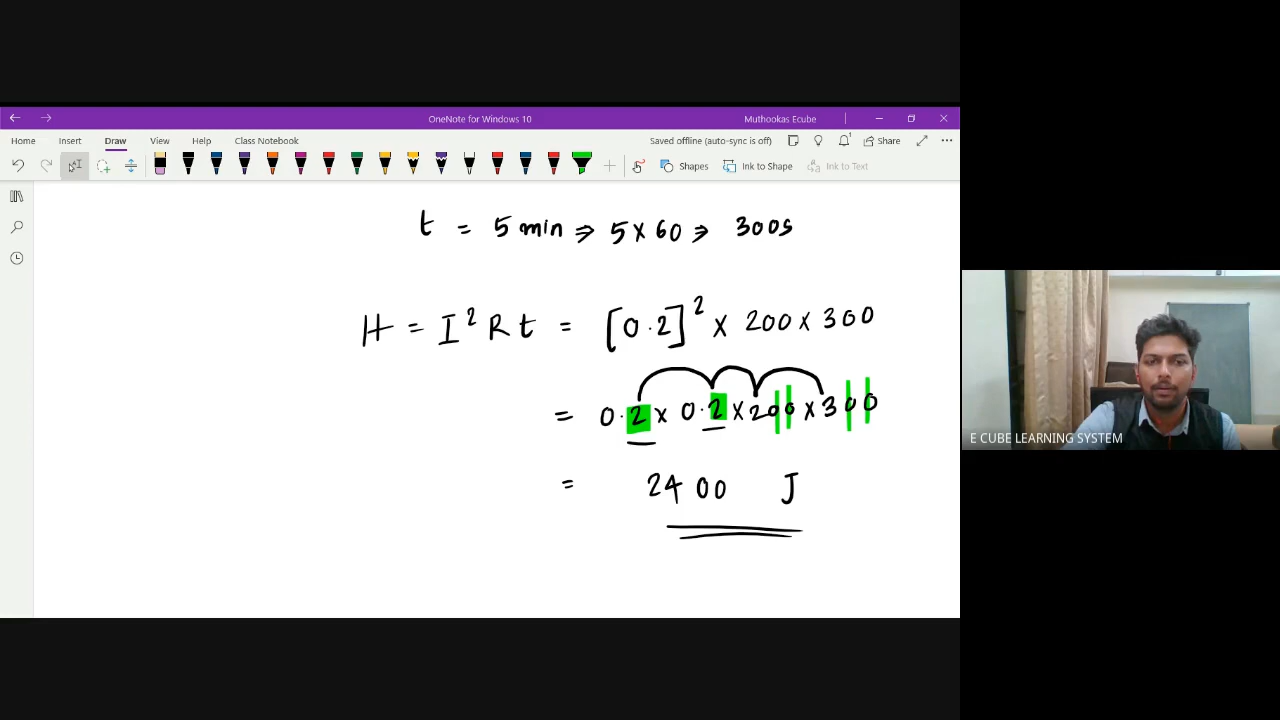 OneNote for Windows 10
Muthookas Ecube
Home Insert Draw View Help Class Notebook
Saved offline (auto-sync is off)
Share
Shapes
Ink to Shape
Ink to Text
t = 5 min ⇒ 5 × 60 ⇒ 300s
H = I² R t = [0.2]² × 200 × 300
= 0.2 × 0.2 × 200 × 300
= 2400 J
E CUBE LEARNING SYSTEM